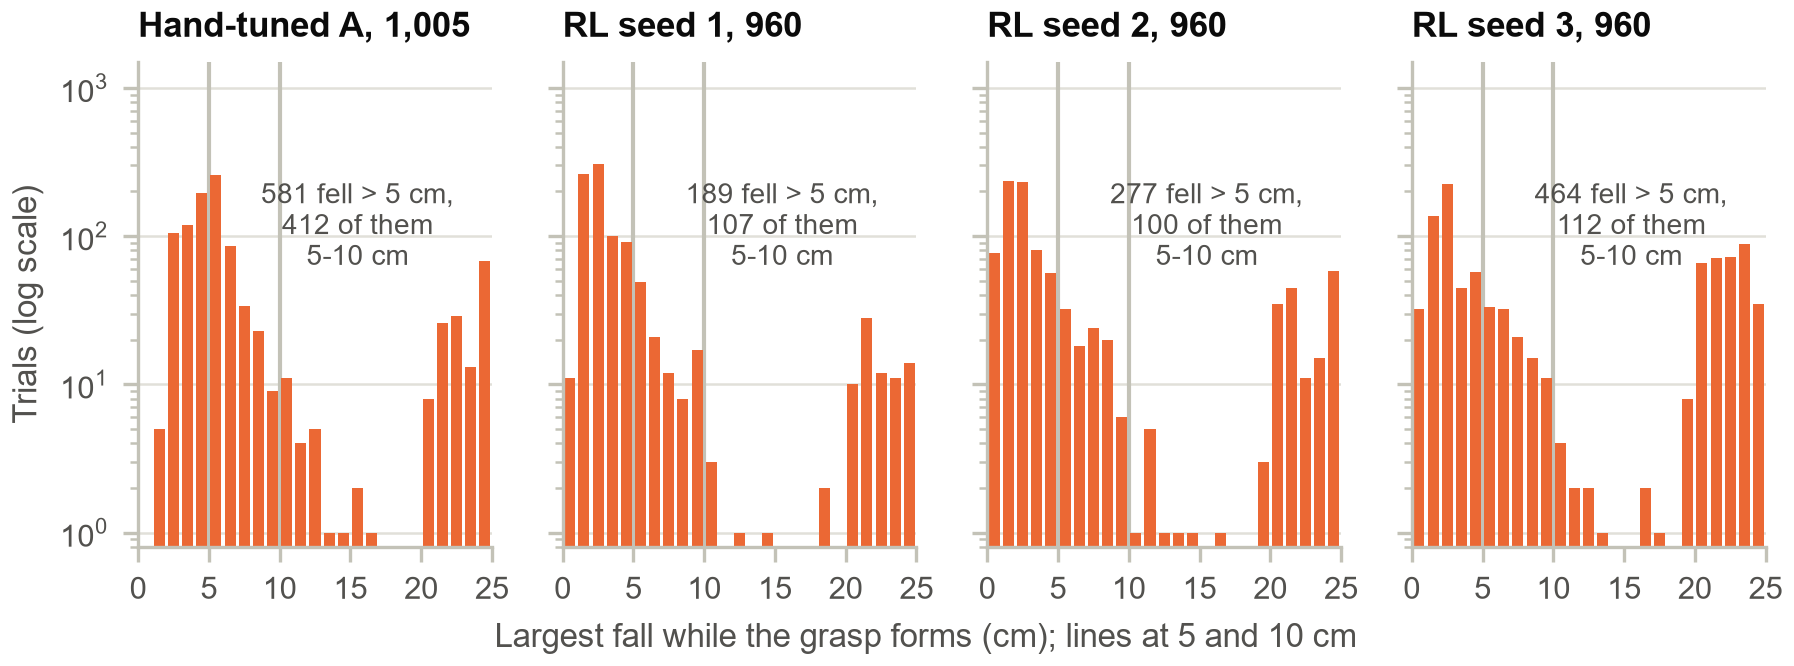 Hand-tuned A, 1,005
RL seed 1, 960
RL seed 2, 960
RL seed 3, 960
Trials (log scale)
10³
10²
10¹
10⁰
581 fell > 5 cm,
412 of them
5-10 cm
189 fell > 5 cm,
107 of them
5-10 cm
277 fell > 5 cm,
100 of them
5-10 cm
464 fell > 5 cm,
112 of them
5-10 cm
0 5 10 15 20 25
0 5 10 15 20 25
0 5 10 15 20 25
0 5 10 15 20 25
Largest fall while the grasp forms (cm); lines at 5 and 10 cm